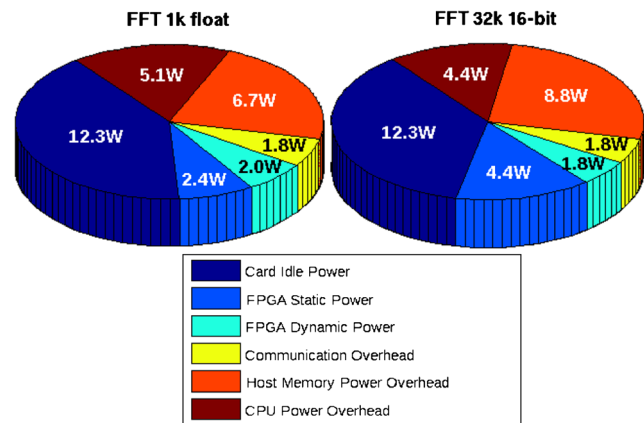 FFT 1k float
FFT 32k 16-bit
5.1W
6.7W
12.3W
1.8W
2.0W
2.4W
4.4W
8.8W
12.3W
1.8W
1.8W
4.4W
Card Idle Power
FPGA Static Power
FPGA Dynamic Power
Communication Overhead
Host Memory Power Overhead
CPU Power Overhead